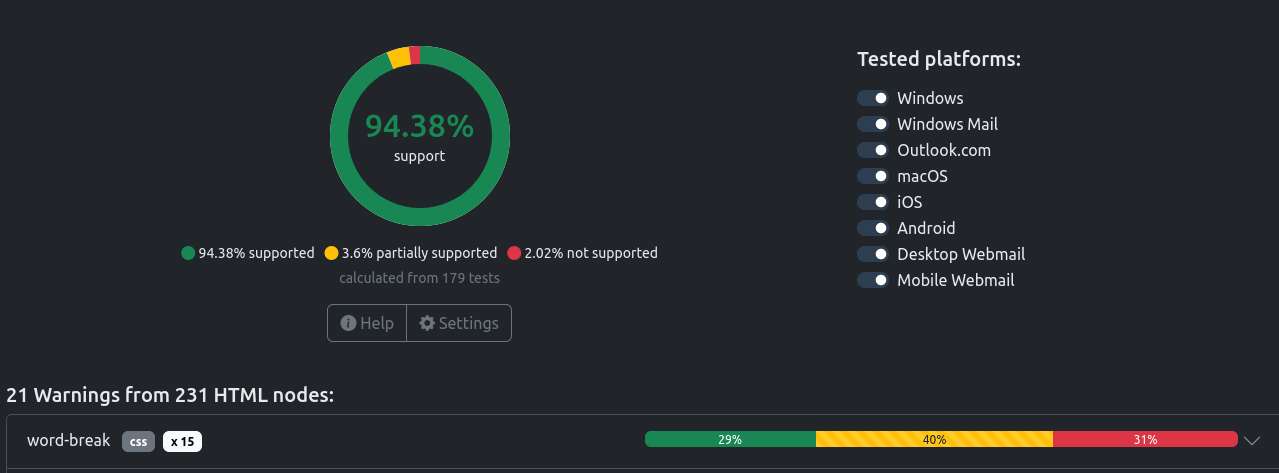 94.38%
support
94.38% supported 3.6% partially supported 2.02% not supported
calculated from 179 tests
Help Settings
Tested platforms:
Windows
Windows Mail
Outlook.com
macOS
iOS
Android
Desktop Webmail
Mobile Webmail
21 Warnings from 231 HTML nodes:
word-break css x 15 29% 40% 31%